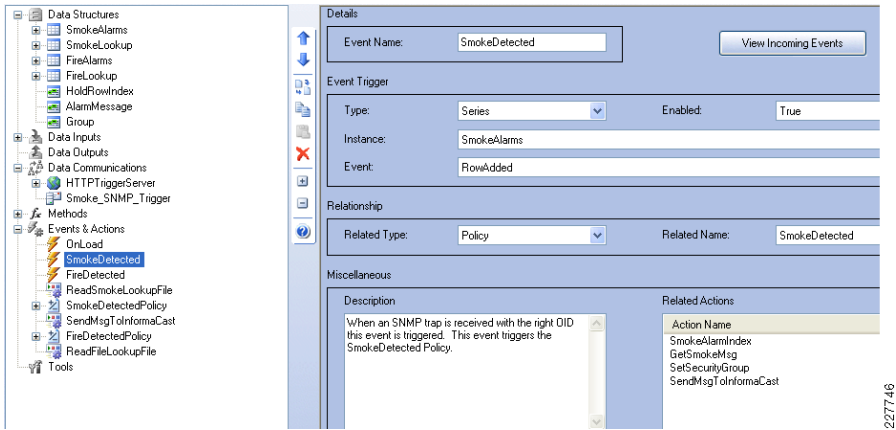 Data Structures
SmokeAlarms
SmokeLookup
FireAlarms
FireLookup
HoldRowIndex
AlarmMessage
Group
Data Inputs
Data Outputs
Data Communications
HTTPTriggerServer
Smoke_SNMP_Trigger
Methods
Events & Actions
OnLoad
SmokeDetected
FireDetected
ReadSmokeLookupFile
SmokeDetectedPolicy
SendMsgToInformaCast
FireDetectedPolicy
ReadFileLookupFile
Tools
Details
Event Name: SmokeDetected
View Incoming Events
Event Trigger
Type: Series Enabled: True
Instance: SmokeAlarms
Event: RowAdded
Relationship
Related Type: Policy Related Name: SmokeDetected
Miscellaneous
Description
When an SNMP trap is received with the right OID
this event is triggered. This event triggers the
SmokeDetected Policy.
Related Actions
Action Name
SmokeAlarmIndex
GetSmokeMsg
SetSecurityGroup
SendMsgToInformaCast
227746